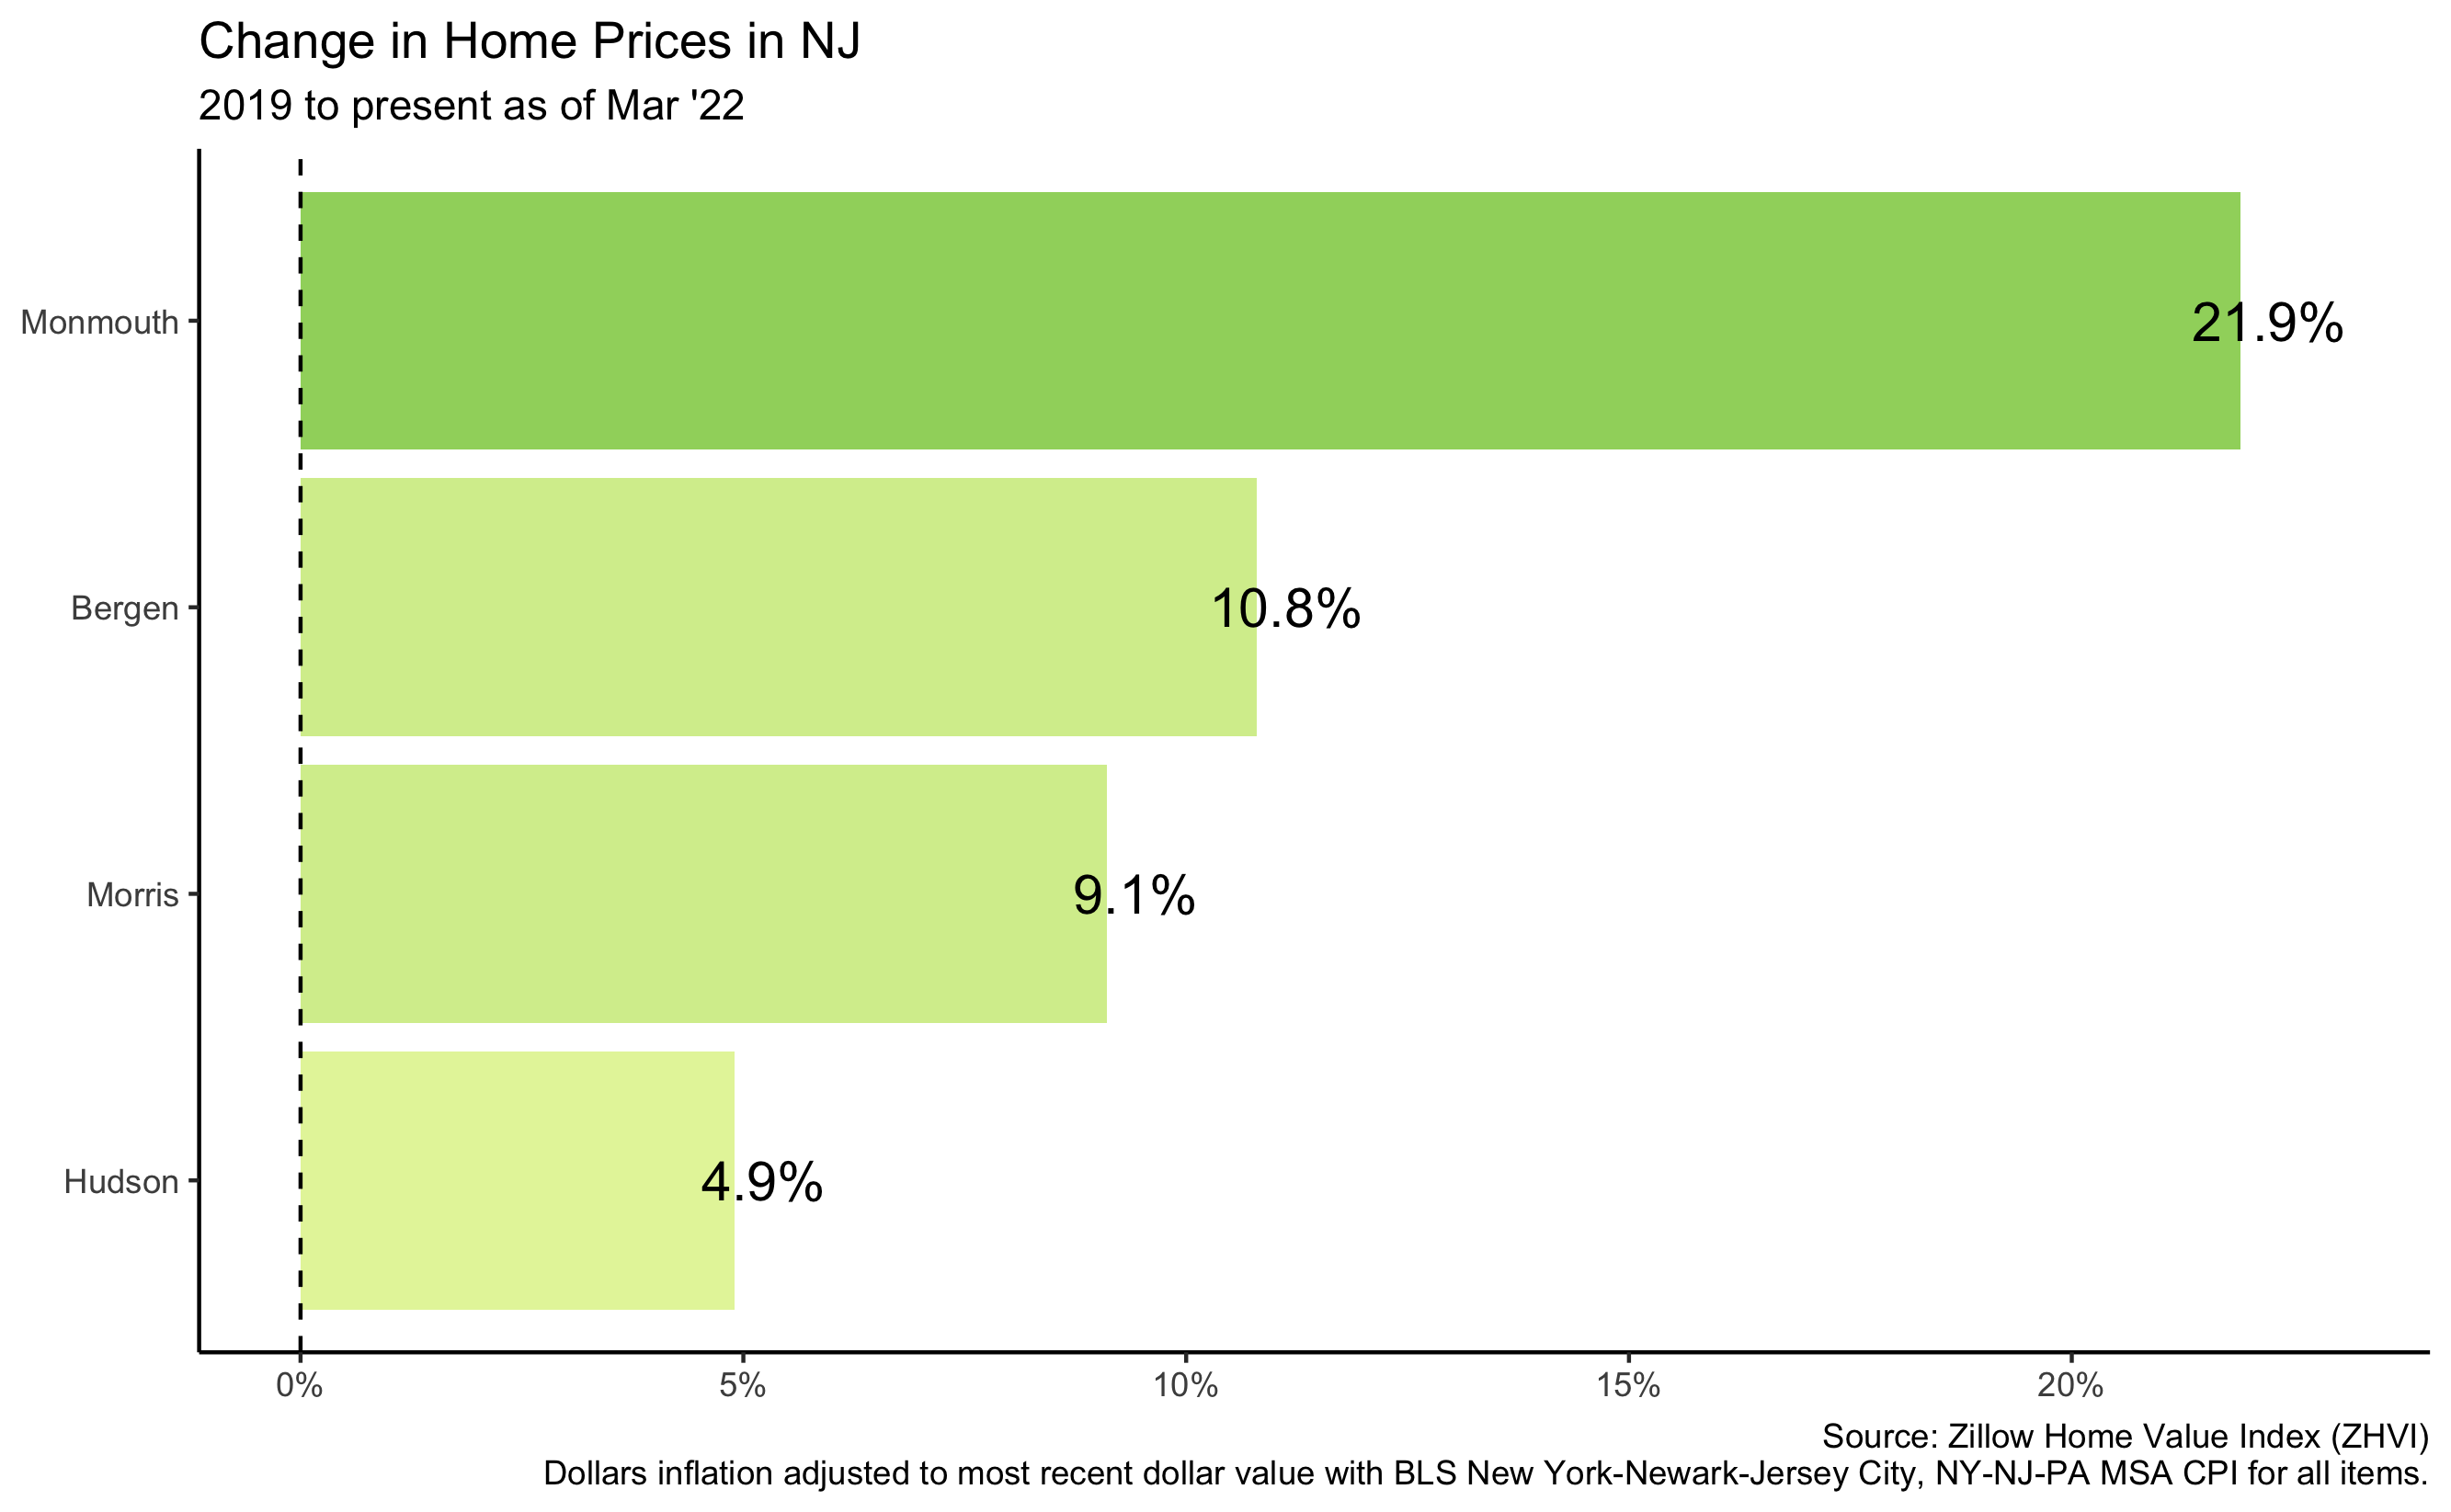 Change in Home Prices in NJ
2019 to present as of Mar '22
Monmouth
21.9%
Bergen
10.8%
Morris
9.1%
Hudson
4.9%
0%
5%
10%
15%
20%
Source: Zillow Home Value Index (ZHVI)
Dollars inflation adjusted to most recent dollar value with BLS New York-Newark-Jersey City, NY-NJ-PA MSA CPI for all items.